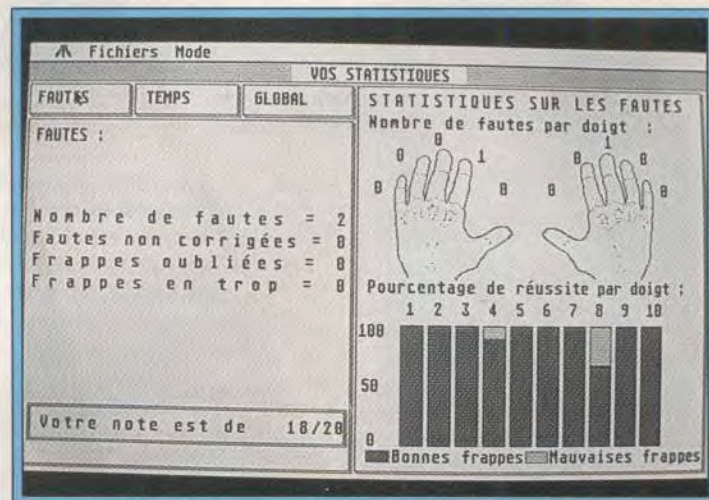 Fichiers Mode
VOS STATISTIQUES
FAUTES TEMPS GLOBAL
FAUTES :
Nombre de fautes = 2
Fautes non corrigées = 0
Frappes oubliées = 0
Frappes en trop = 0
Votre note est de 18/20
STATISTIQUES SUR LES FAUTES
Nombre de fautes par doigt :
0 0 0 1 0
0 0 1 0 0
Pourcentage de réussite par doigt :
1 2 3 4 5 6 7 8 9 10
100
50
0
Bonnes frappes Mauvaises frappes